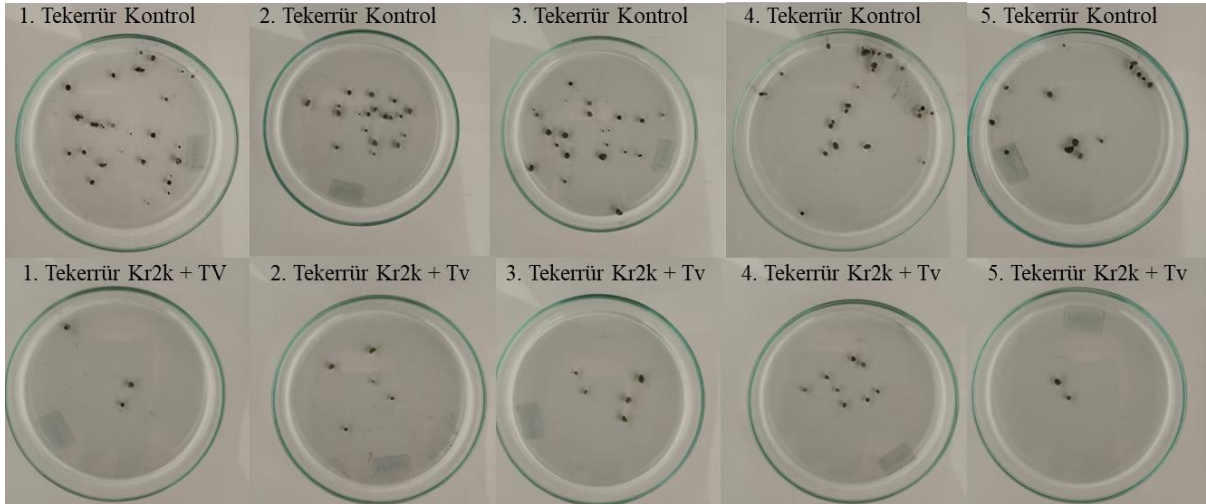 1. Tekerrür Kontrol
2. Tekerrür Kontrol
3. Tekerrür Kontrol
4. Tekerrür Kontrol
5. Tekerrür Kontrol
1. Tekerrür Kr2k + TV
2. Tekerrür Kr2k + Tv
3. Tekerrür Kr2k + Tv
4. Tekerrür Kr2k + Tv
5. Tekerrür Kr2k + Tv